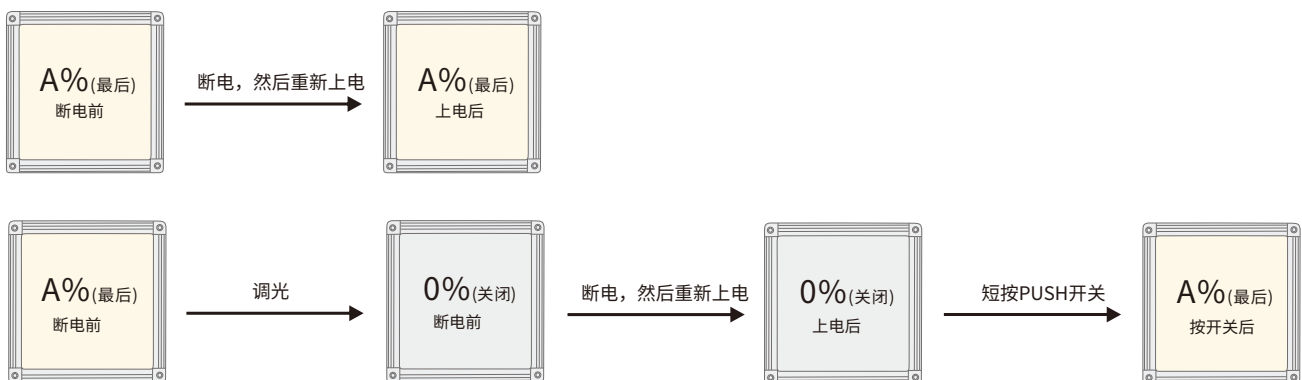 A%(最后)
断电前
断电，然后重新上电
A%(最后)
上电后
A%(最后)
断电前
调光
0%(关闭)
断电前
断电，然后重新上电
0%(关闭)
上电后
短按PUSH开关
A%(最后)
按开关后